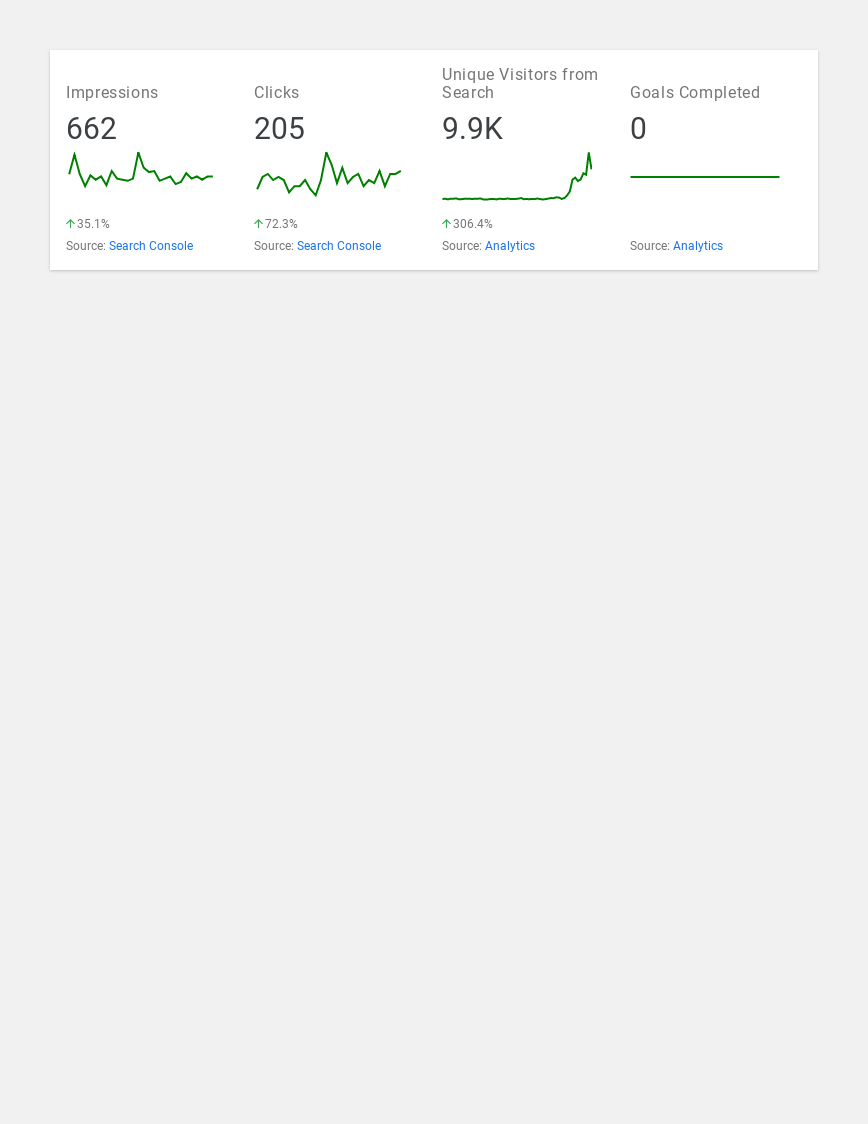 Impressions
662
↑35.1%
Source: Search Console
Clicks
205
↑72.3%
Source: Search Console
Unique Visitors from
Search
9.9K
↑306.4%
Source: Analytics
Goals Completed
0
Source: Analytics